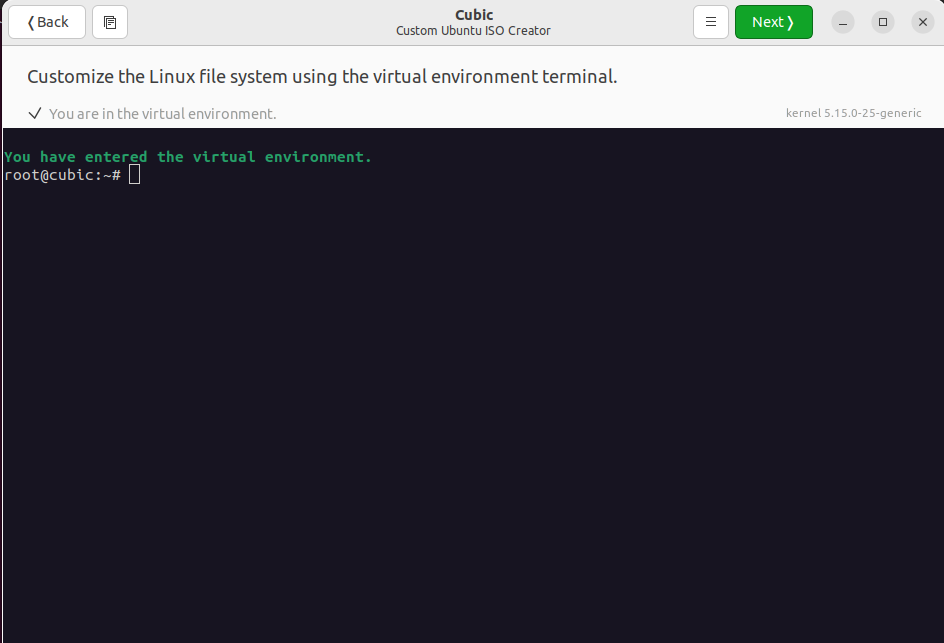 Back
Cubic
Custom Ubuntu ISO Creator
Next
Customize the Linux file system using the virtual environment terminal.
You are in the virtual environment.
kernel 5.15.0-25-generic
You have entered the virtual environment.
root@cubic:~#